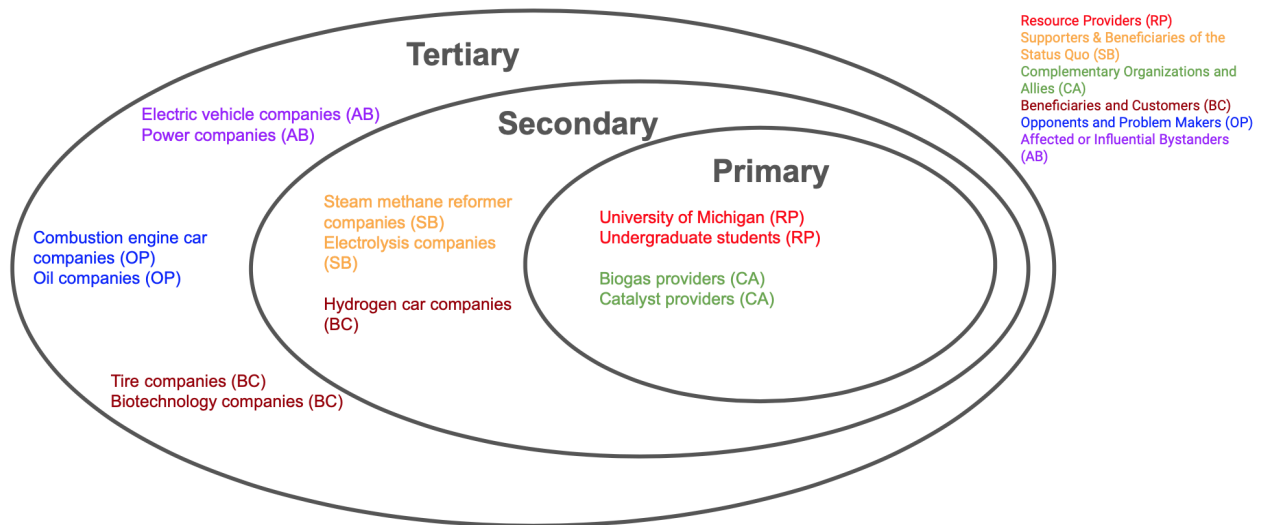 Tertiary
Secondary
Primary
Electric vehicle companies (AB)
Power companies (AB)
Combustion engine car
companies (OP)
Oil companies (OP)
Tire companies (BC)
Biotechnology companies (BC)
Steam methane reformer
companies (SB)
Electrolysis companies
(SB)
Hydrogen car companies
(BC)
University of Michigan (RP)
Undergraduate students (RP)
Biogas providers (CA)
Catalyst providers (CA)
Resource Providers (RP)
Supporters & Beneficiaries of the
Status Quo (SB)
Complementary Organizations and
Allies (CA)
Beneficiaries and Customers (BC)
Opponents and Problem Makers (OP)
Affected or Influential Bystanders
(AB)